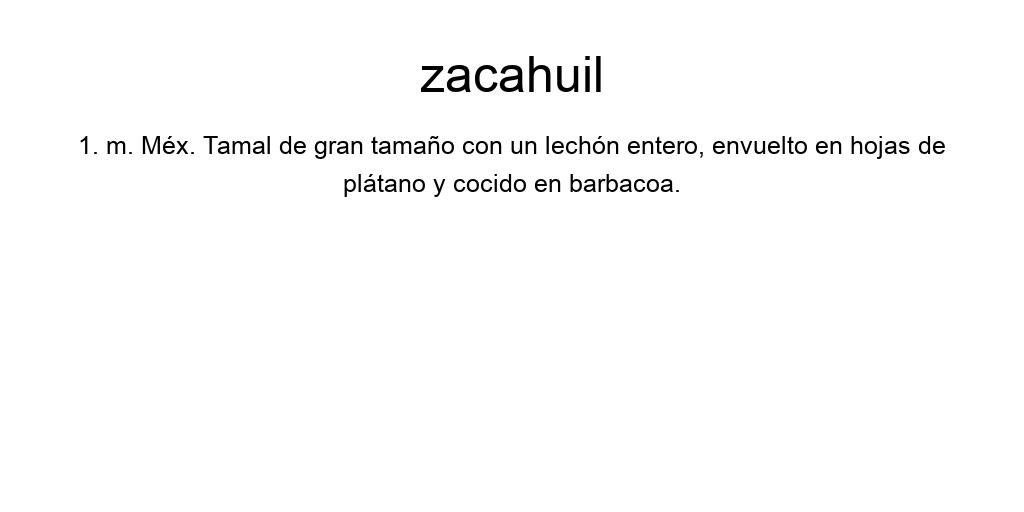 zacahuil
1. m. Méx. Tamal de gran tamaño con un lechón entero, envuelto en hojas de
plátano y cocido en barbacoa.